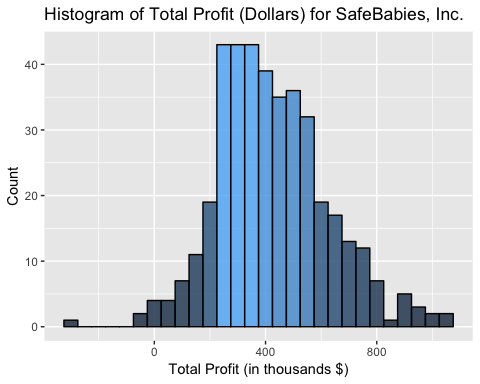 Histogram of Total Profit (Dollars) for SafeBabies, Inc.
40
30
20
10
0
Count
0 400 800
Total Profit (in thousands $)